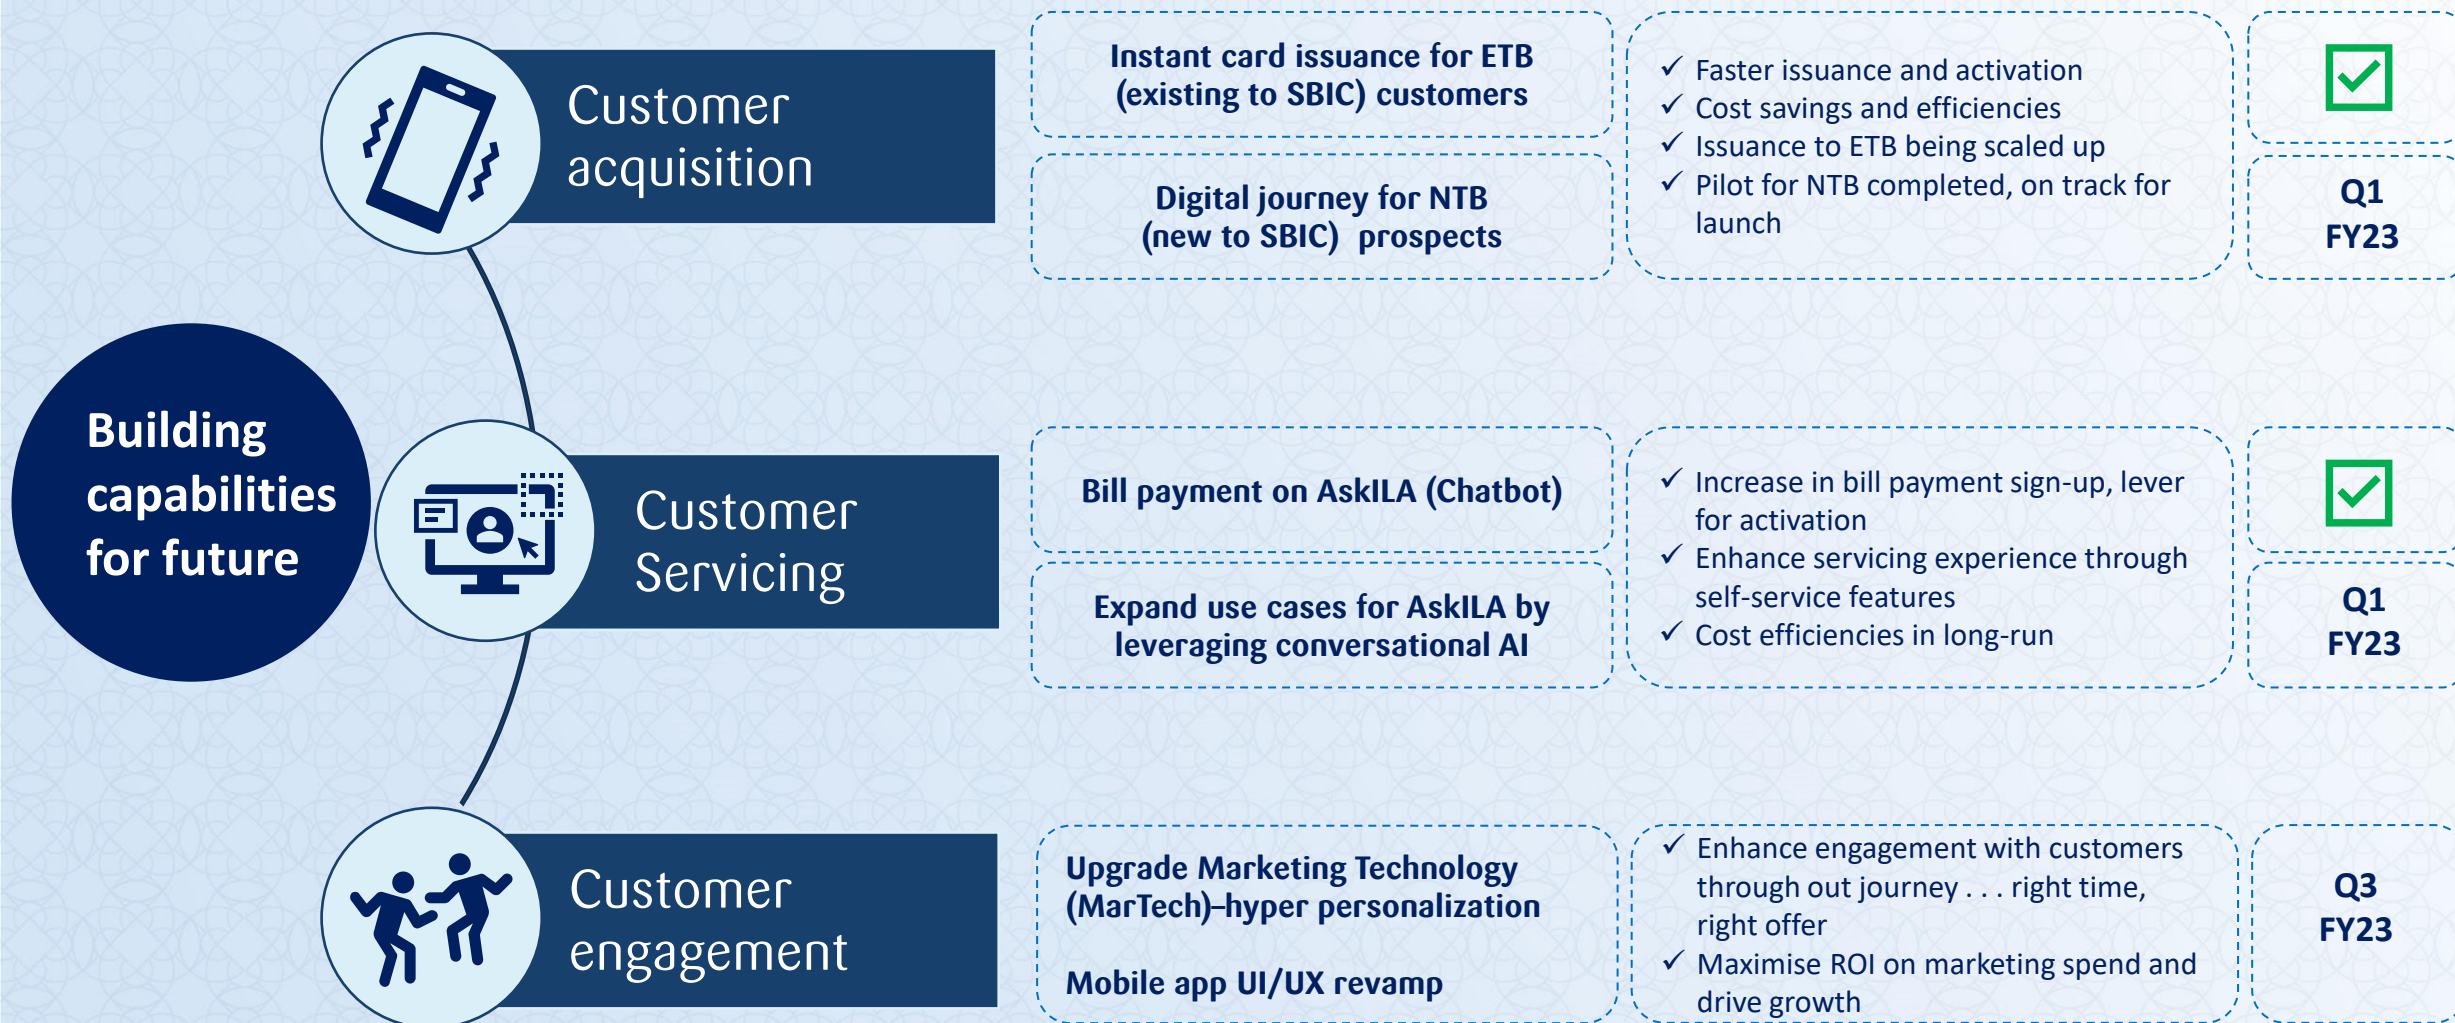 Building
capabilities
for future
Customer
acquisition
Instant card issuance for ETB
(existing to SBIC) customers
Digital journey for NTB
(new to SBIC) prospects
✓ Faster issuance and activation
✓ Cost savings and efficiencies
✓ Issuance to ETB being scaled up
✓ Pilot for NTB completed, on track for
launch
Q1
FY23
Customer
Servicing
Bill payment on AskILA (Chatbot)
Expand use cases for AskILA by
leveraging conversational AI
✓ Increase in bill payment sign-up, lever
for activation
✓ Enhance servicing experience through
self-service features
✓ Cost efficiencies in long-run
Q1
FY23
Customer
engagement
Upgrade Marketing Technology
(MarTech)–hyper personalization
Mobile app UI/UX revamp
✓ Enhance engagement with customers
through out journey . . . right time,
right offer
✓ Maximise ROI on marketing spend and
drive growth
Q3
FY23